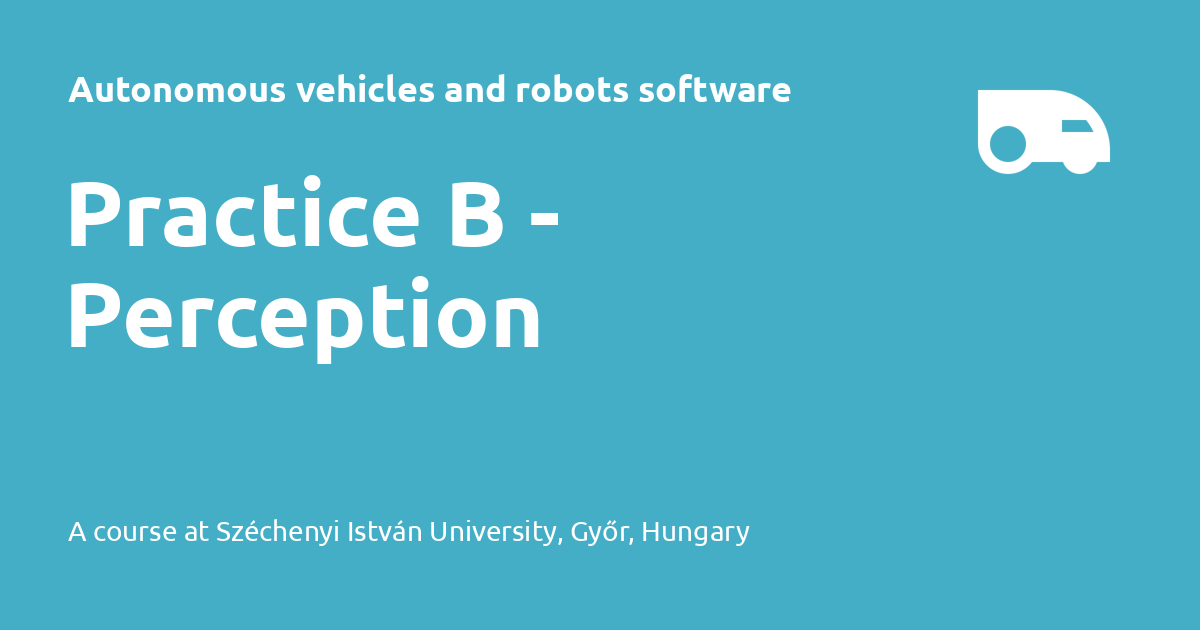 Autonomous vehicles and robots software
Practice B -
Perception
A course at Széchenyi István University, Győr, Hungary